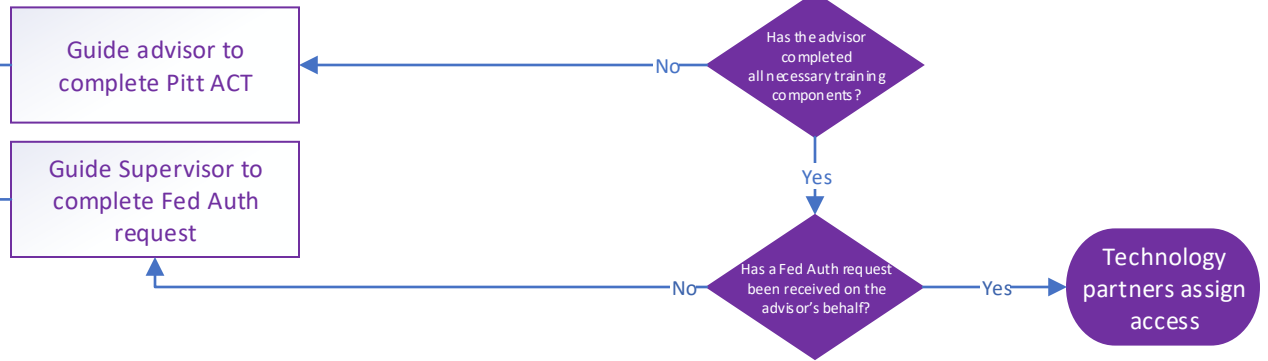 Guide advisor to
complete Pitt ACT
No
Has the advisor
completed
all necessary training
components?
Yes
Guide Supervisor to
complete Fed Auth
request
No
Has a Fed Auth request
been received on the
advisor's behalf?
Yes
Technology
partners assign
access